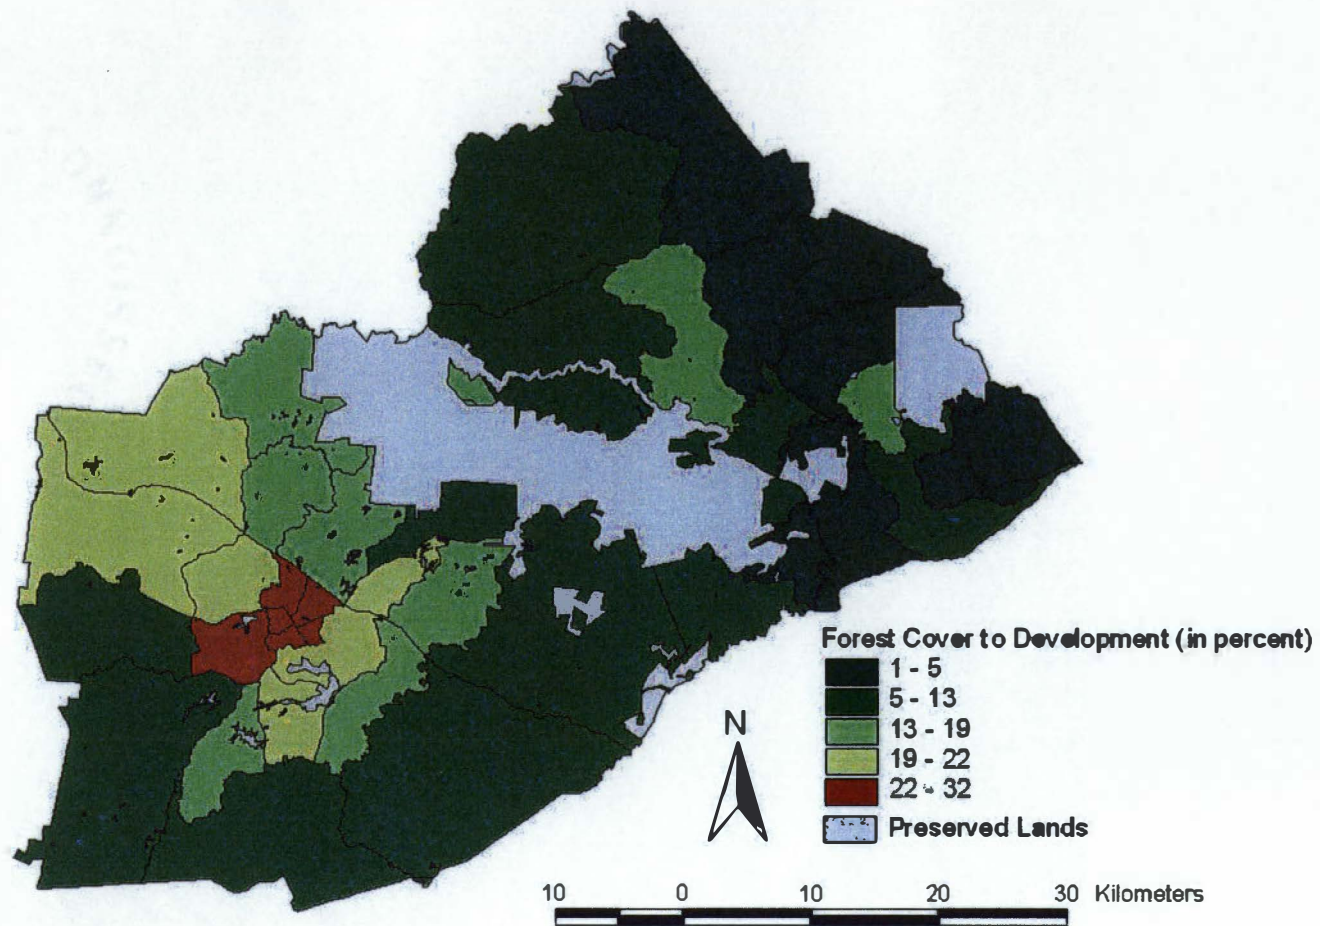 Forest Cover to Development (in percent)
1 - 5
5 - 13
13 - 19
19 - 22
22 - 32
Preserved Lands
N
10 0 10 20 30 Kilometers